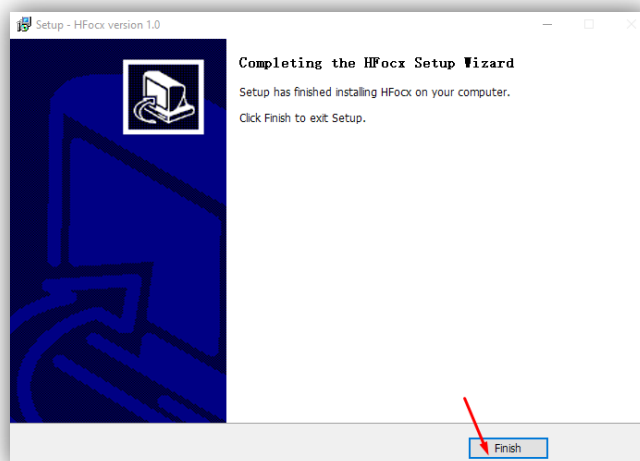 Setup - HFocx version 1.0
Completing the HFocx Setup Wizard
Setup has finished installing HFocx on your computer.
Click Finish to exit Setup.
Finish